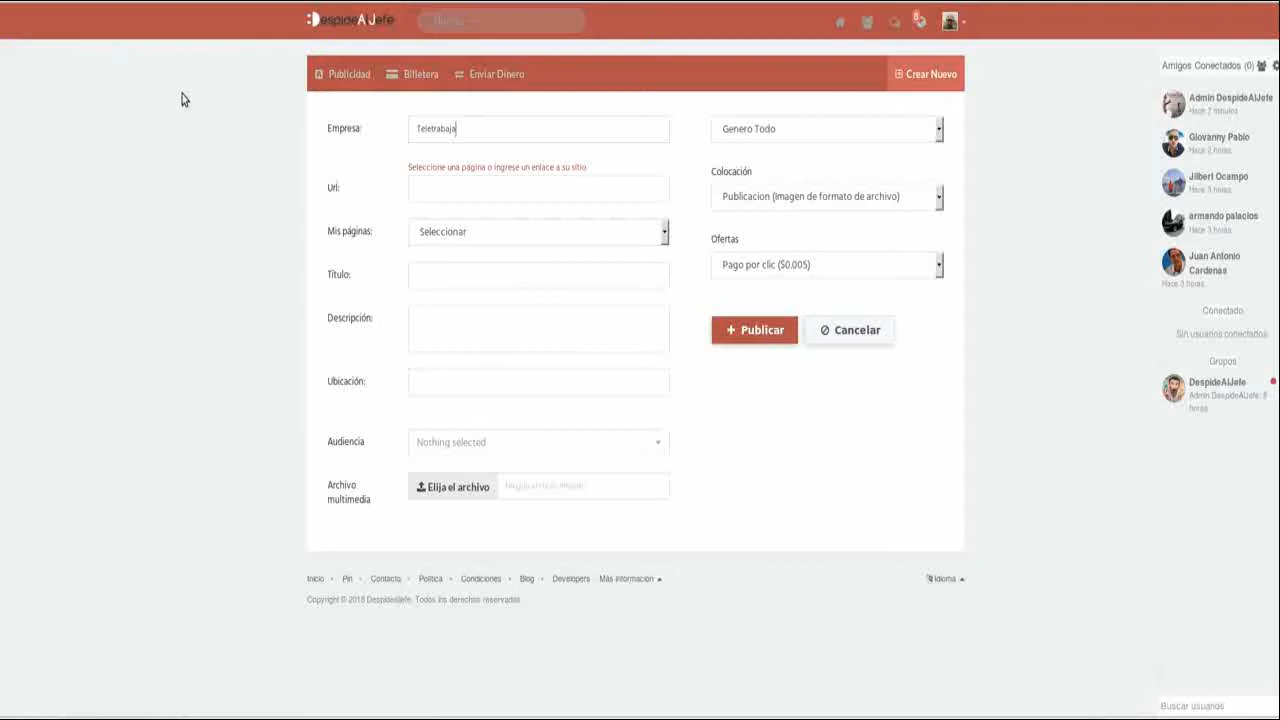 DespideAlJefe
8
Publicidad
Billetera
Enviar Dinero
Crear Nuevo
Empresa:
Teletrabaja
Seleccione una página o ingrese un enlace a su sitio
Url:
Mis páginas:
Seleccionar
Título:
Descripción:
Ubicación:
Audiencia
Nothing selected
Archivo
multimedia
Elija el archivo
Genero Todo
Colocación
Publicacion (Imagen de formato de archivo)
Ofertas
Pago por clic ($0.005)
Publicar
Cancelar
Inicio
Pin
Contacto
Política
Condiciones
Blog
Developers
Más información
Idioma
Copyright © 2018 DespideAlJefe. Todos los derechos reservados.
Amigos Conectados (0)
Admin DespideAlJefe
Hace 2 minutos
Giovanny Pabio
Hace 2 horas.
Jilbert Ocampo
Hace 3 horas.
armando palacios
Hace 3 horas.
Juan Antonio
Cardenas
Hace 3 horas.
Conectado
Sin usuarios conectados.
Grupos
DespideAlJefe
Admin DespideAlJefe: 8
horas
Buscar usuarios